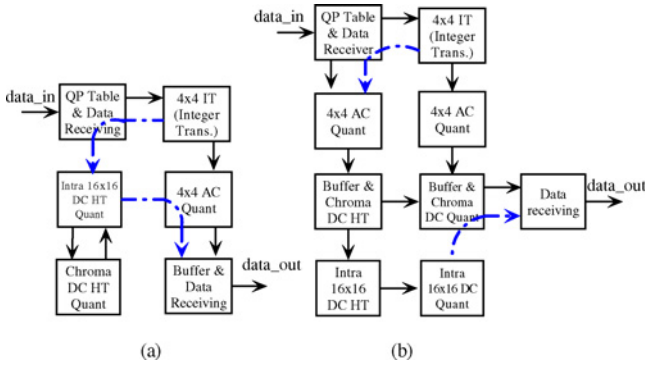 data_in
QP Table
& Data
Receiving
4x4 IT
(Integer
Trans.)
Intra 16x16
DC HT
Quant
4x4 AC
Quant
Chroma
DC HT
Quant
Buffer &
Data
Receiving
data_out
(a)
data_in
QP Table
& Data
Receiver
4x4 IT
(Integer
Trans.)
4x4 AC
Quant
4x4 AC
Quant
Buffer &
Chroma
DC HT
Buffer &
Chroma
DC Quant
Data
receiving
data_out
Intra
16x16
DC HT
Intra
16x16 DC
Quant
(b)